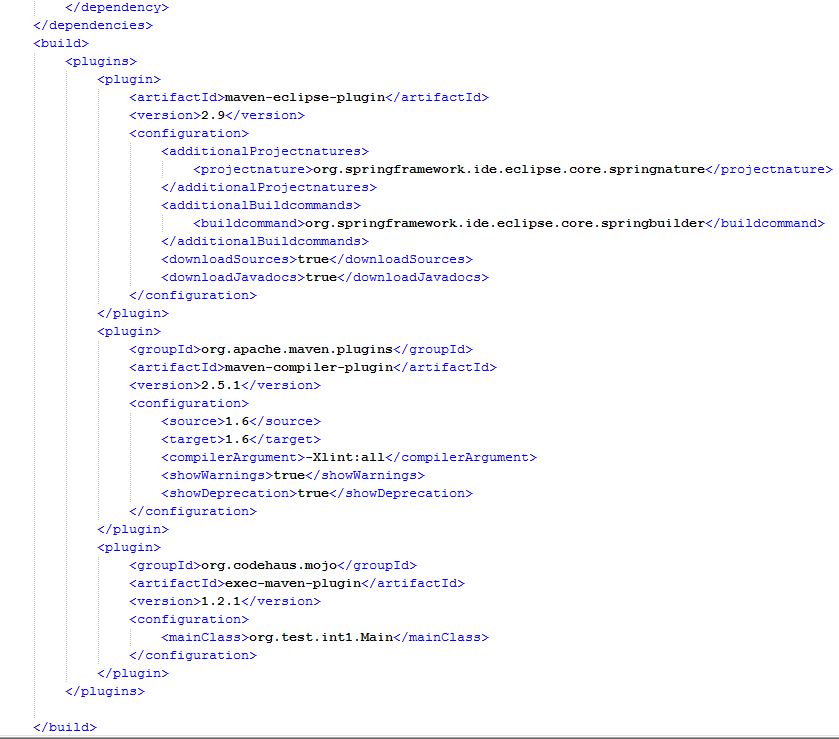 </dependency>
</dependencies>
<build>
<plugins>
<plugin>
<artifactId>maven-eclipse-plugin</artifactId>
<version>2.9</version>
<configuration>
<additionalProjectnatures>
<projectnature>org.springframework.ide.eclipse.core.springnature</projectnature>
</additionalProjectnatures>
<additionalBuildcommands>
<buildcommand>org.springframework.ide.eclipse.core.springbuilder</buildcommand>
</additionalBuildcommands>
<downloadSources>true</downloadSources>
<downloadJavadocs>true</downloadJavadocs>
</configuration>
</plugin>
<plugin>
<groupId>org.apache.maven.plugins</groupId>
<artifactId>maven-compiler-plugin</artifactId>
<version>2.5.1</version>
<configuration>
<source>1.6</source>
<target>1.6</target>
<compilerArgument>-Xlint:all</compilerArgument>
<showWarnings>true</showWarnings>
<showDeprecation>true</showDeprecation>
</configuration>
</plugin>
<plugin>
<groupId>org.codehaus.mojo</groupId>
<artifactId>exec-maven-plugin</artifactId>
<version>1.2.1</version>
<configuration>
<mainClass>org.test.int1.Main</mainClass>
</configuration>
</plugin>
</plugins>
</build>